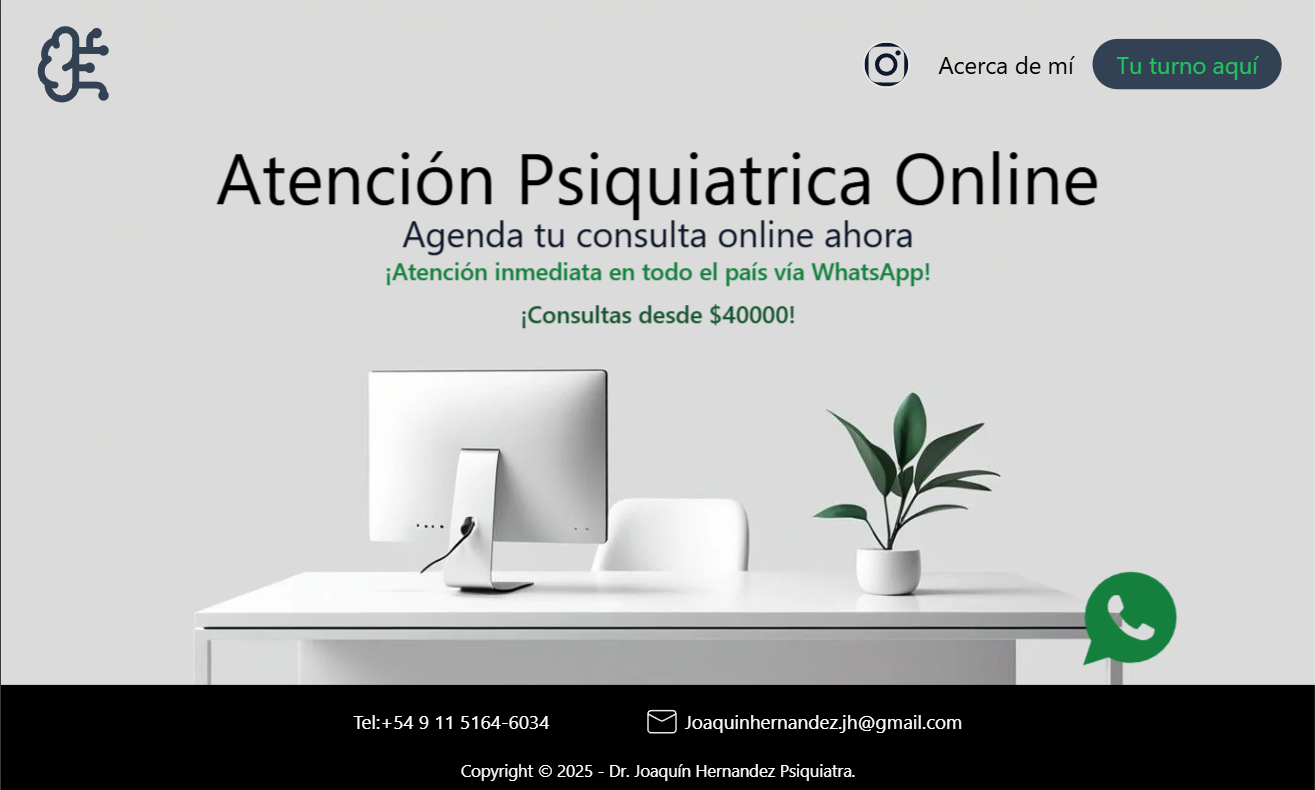 Acerca de mí
Tu turno aquí
Atención Psiquiatrica Online
Agenda tu consulta online ahora
¡Atención inmediata en todo el país vía WhatsApp!
¡Consultas desde $40000!
Tel:+54 9 11 5164-6034
Joaquinhernandez.jh@gmail.com
Copyright © 2025 - Dr. Joaquín Hernandez Psiquiatra.